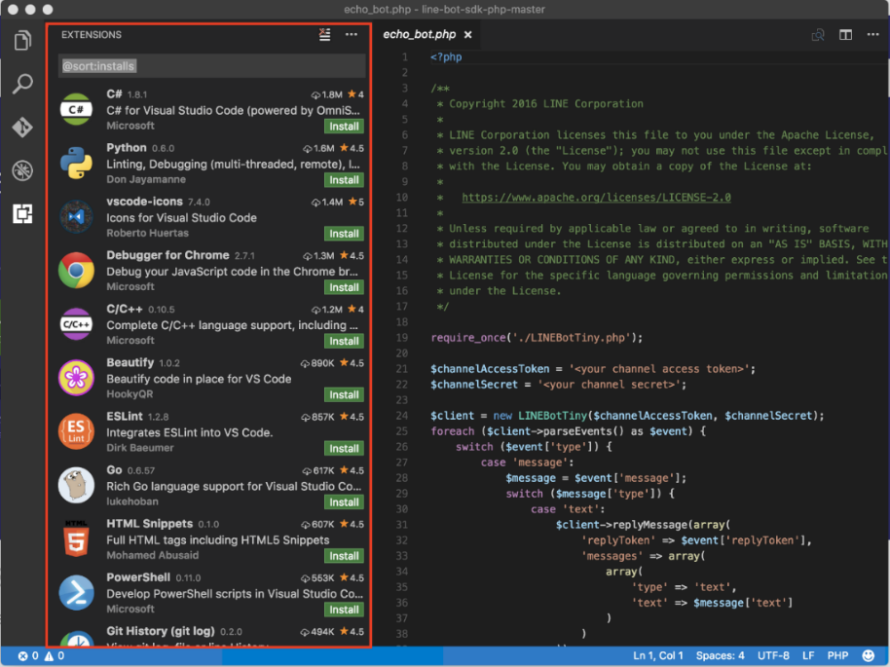 echo_bot.php - line-bot-sdk-php-master
EXTENSIONS
@sort:installs
C# 1.8.1 1.8M ★4
C# for Visual Studio Code (powered by OmniS...
Microsoft Install
Python 0.6.0 1.6M ★4.5
Linting, Debugging (multi-threaded, remote), I...
Don Jayamanne Install
vscode-icons 7.4.0 1.4M ★5
Icons for Visual Studio Code
Roberto Huertas Install
Debugger for Chrome 2.7.1 1.3M ★4.5
Debug your JavaScript code in the Chrome br...
Microsoft Install
C/C++ 0.10.5 1.2M ★4
C/C++
Complete C/C++ language support, including ...
Microsoft Install
Beautify 1.0.2 890K ★4.5
Beautify code in place for VS Code
HookyQR Install
ESLint 1.2.8 857K ★4.5
ES Lint
Integrates ESLint into VS Code.
Dirk Baeumer Install
Go 0.6.57 617K ★4.5
Rich Go language support for Visual Studio Co...
lukehoban Install
HTML Snippets 0.1.0 607K ★4.5
HTML 5
Full HTML tags including HTML5 Snippets
Mohamed Abusaid Install
PowerShell 0.11.0 553K ★4.5
Develop PowerShell scripts in Visual Studio Co...
Microsoft Install
Git History (git log) 0.2.0 494K ★4.5
echo_bot.php ×
1 <?php
2
3 /**
4 * Copyright 2016 LINE Corporation
5 *
6 * LINE Corporation licenses this file to you under the Apache License,
7 * version 2.0 (the "License"); you may not use this file except in compl
8 * with the License. You may obtain a copy of the License at:
9 *
10 * https://www.apache.org/licenses/LICENSE-2.0
11 *
12 * Unless required by applicable law or agreed to in writing, software
13 * distributed under the License is distributed on an "AS IS" BASIS, WITH
14 * WARRANTIES OR CONDITIONS OF ANY KIND, either express or implied. See t
15 * License for the specific language governing permissions and limitation
16 * under the License.
17 */
18
19 require_once('./LINEBotTiny.php');
20
21 $channelAccessToken = '<your channel access token>';
22 $channelSecret = '<your channel secret>';
23
24 $client = new LINEBotTiny($channelAccessToken, $channelSecret);
25 foreach ($client->parseEvents() as $event) {
26 switch ($event['type']) {
27 case 'message':
28 $message = $event['message'];
29 switch ($message['type']) {
30 case 'text':
31 $client->replyMessage(array(
32 'replyToken' => $event['replyToken'],
33 'messages' => array(
34 array(
35 'type' => 'text',
36 'text' => $message['text']
37 )
38 )
0 0 Ln 1, Col 1 Spaces: 4 UTF-8 LF PHP